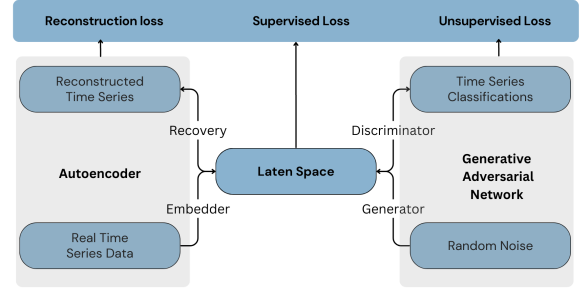 Reconstruction loss
Supervised Loss
Unsupervised Loss
Reconstructed
Time Series
Time Series
Classifications
Recovery
Discriminator
Autoencoder
Laten Space
Generative
Adversarial
Network
Embedder
Generator
Real Time
Series Data
Random Noise